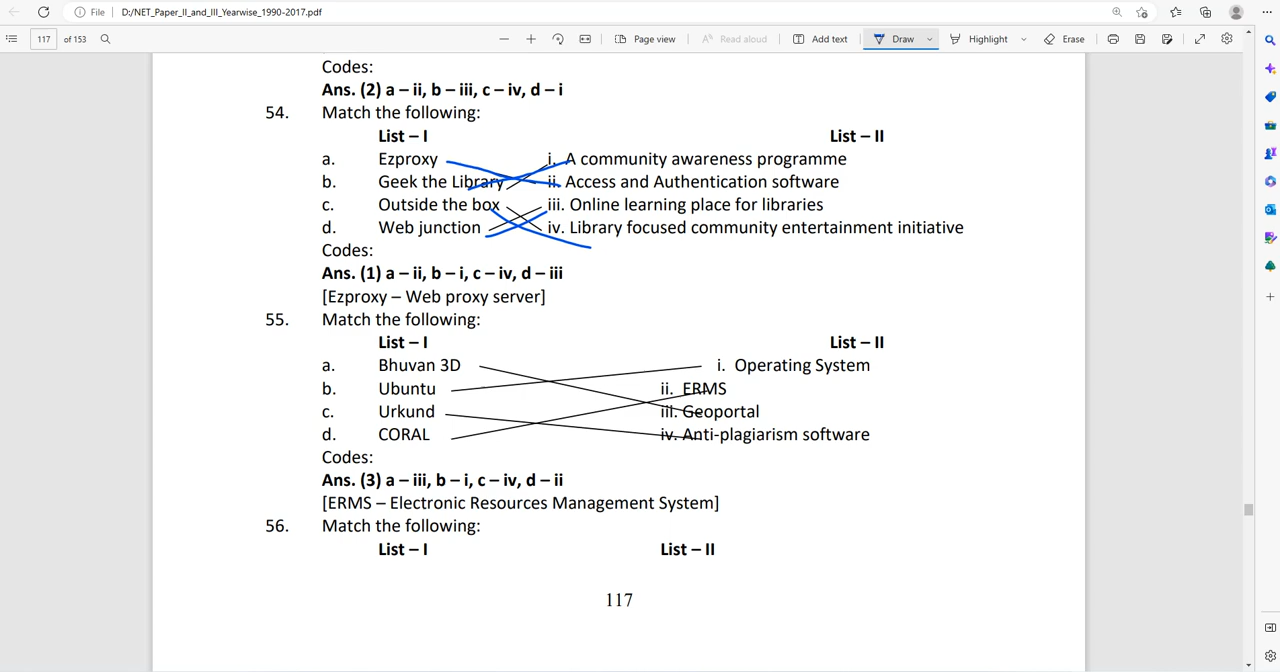 File D:/NET_Paper_II_and_III_Yearwise_1990-2017.pdf
117 of 153 Page view Read aloud Add text Draw Highlight Erase
Codes:
Ans. (2) a – ii, b – iii, c – iv, d – i
54. Match the following:
List – I List – II
a. Ezproxy i. A community awareness programme
b. Geek the Library ii. Access and Authentication software
c. Outside the box iii. Online learning place for libraries
d. Web junction iv. Library focused community entertainment initiative
Codes:
Ans. (1) a – ii, b – i, c – iv, d – iii
[Ezproxy – Web proxy server]
55. Match the following:
List – I List – II
a. Bhuvan 3D i. Operating System
b. Ubuntu ii. ERMS
c. Urkund iii. Geoportal
d. CORAL iv. Anti-plagiarism software
Codes:
Ans. (3) a – iii, b – i, c – iv, d – ii
[ERMS – Electronic Resources Management System]
56. Match the following:
List – I List – II
117